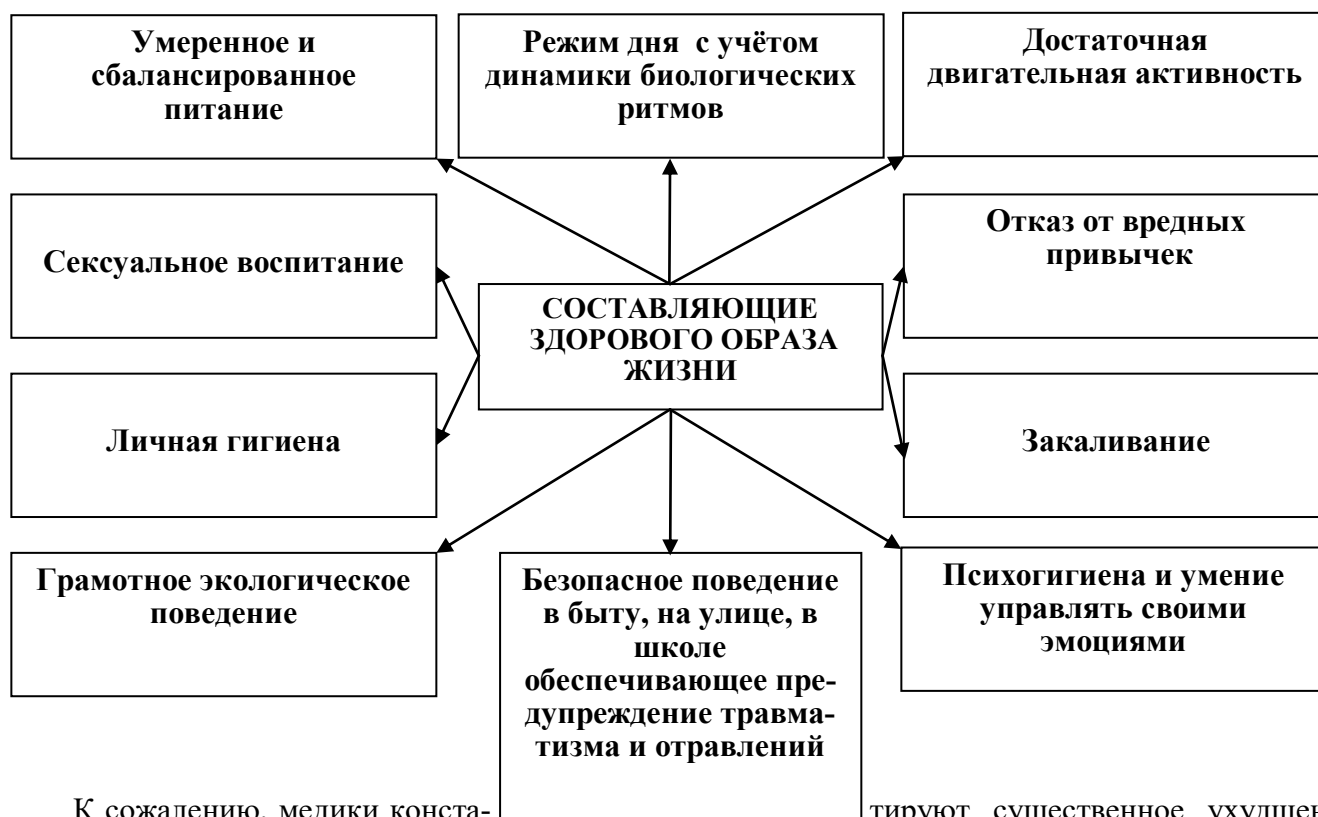 Умеренное и
сбалансированное
питание
Режим дня с учётом
динамики биологических
ритмов
Достаточная
двигательная активность
Сексуальное воспитание
Отказ от вредных
привычек
СОСТАВЛЯЮЩИЕ
ЗДОРОВОГО ОБРАЗА
ЖИЗНИ
Личная гигиена
Закаливание
Грамотное экологическое
поведение
Безопасное поведение
в быту, на улице, в
школе
обеспечивающее пре-
дупреждение травма-
тизма и отравлений
Психогигиена и умение
управлять своими
эмоциями
К сожалению, медики конста-
тируют существенное ухудшен